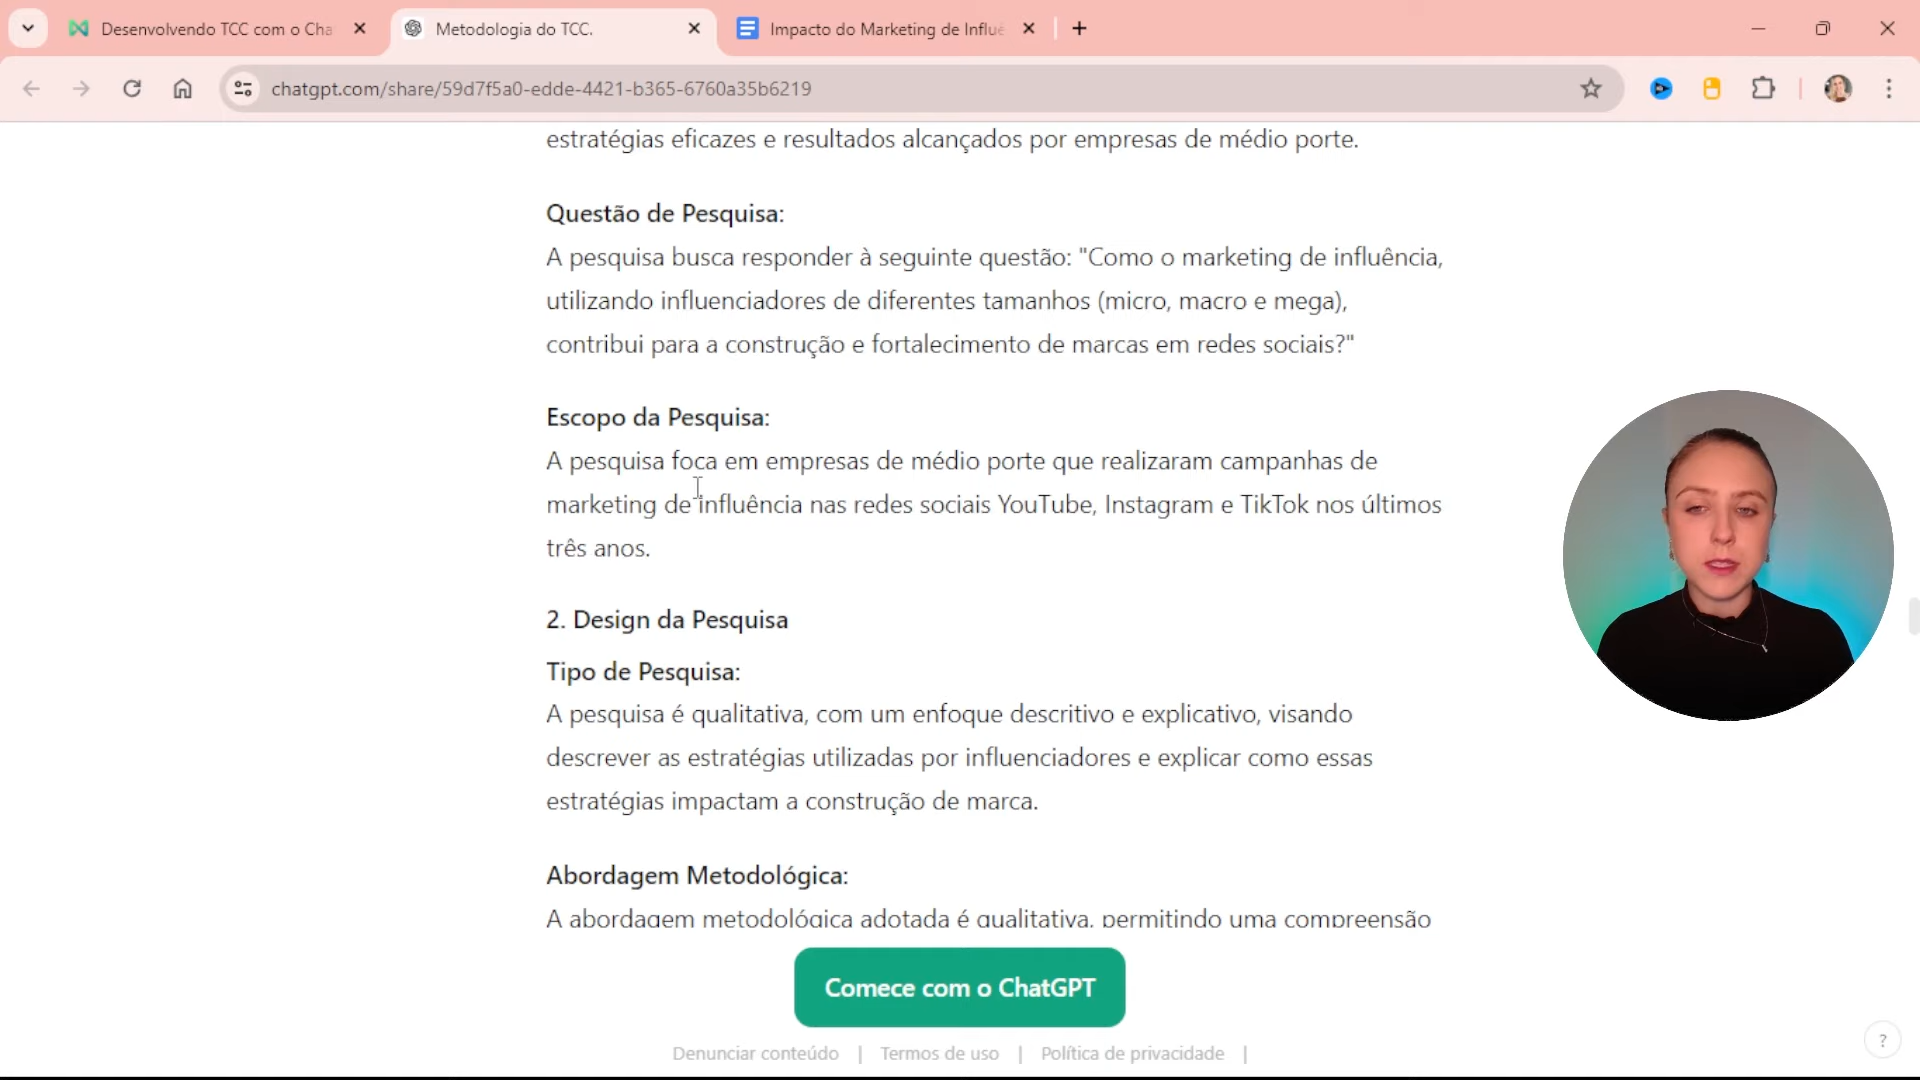 Desenvolvendo TCC com o Cha
Metodologia do TCC.
Impacto do Marketing de Influê
chatgpt.com/share/59d7f5a0-edde-4421-b365-6760a35b6219
estratégias eficazes e resultados alcançados por empresas de médio porte.
Questão de Pesquisa:
A pesquisa busca responder à seguinte questão: "Como o marketing de influência,
utilizando influenciadores de diferentes tamanhos (micro, macro e mega),
contribui para a construção e fortalecimento de marcas em redes sociais?"
Escopo da Pesquisa:
A pesquisa foca em empresas de médio porte que realizaram campanhas de
marketing de influência nas redes sociais YouTube, Instagram e TikTok nos últimos
três anos.
2. Design da Pesquisa
Tipo de Pesquisa:
A pesquisa é qualitativa, com um enfoque descritivo e explicativo, visando
descrever as estratégias utilizadas por influenciadores e explicar como essas
estratégias impactam a construção de marca.
Abordagem Metodológica:
A abordagem metodológica adotada é qualitativa, permitindo uma compreensão
Comece com o ChatGPT
Denunciar conteúdo | Termos de uso | Política de privacidade |
?